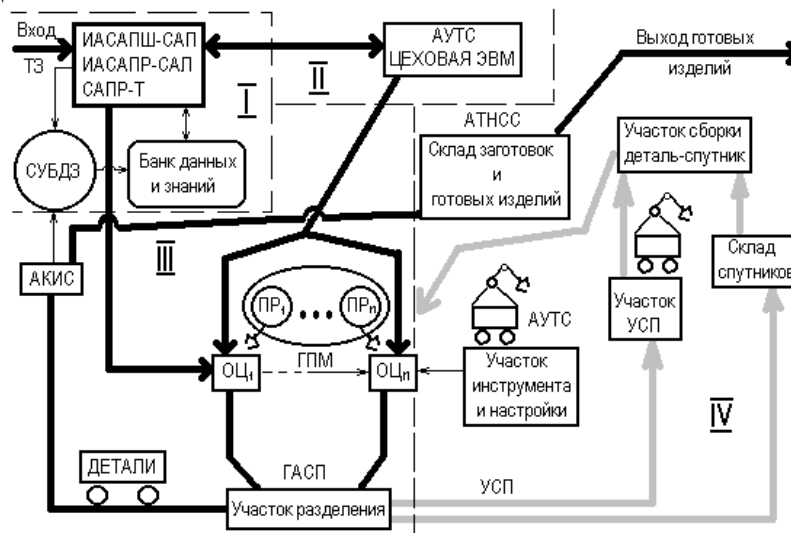 Вход
ТЗ
ИАСАПШ-САП
ИАСАПР-САП
САПР-Т
I
II
АУТС
ЦЕХОВАЯ ЭВМ
Выход готовых
изделий
СУБДЗ
Банк данных
и знаний
АТНСС
Склад заготовок
и
готовых изделий
Участок сборки
деталь-спутник
III
АКИС
Склад
спутников
ПР1
ПРn
Участок
УСП
АУТС
ОЦ1
ГПМ
ОЦn
Участок
инструмента
и настройки
IV
ДЕТАЛИ
ГАСП
УСП
Участок разделения